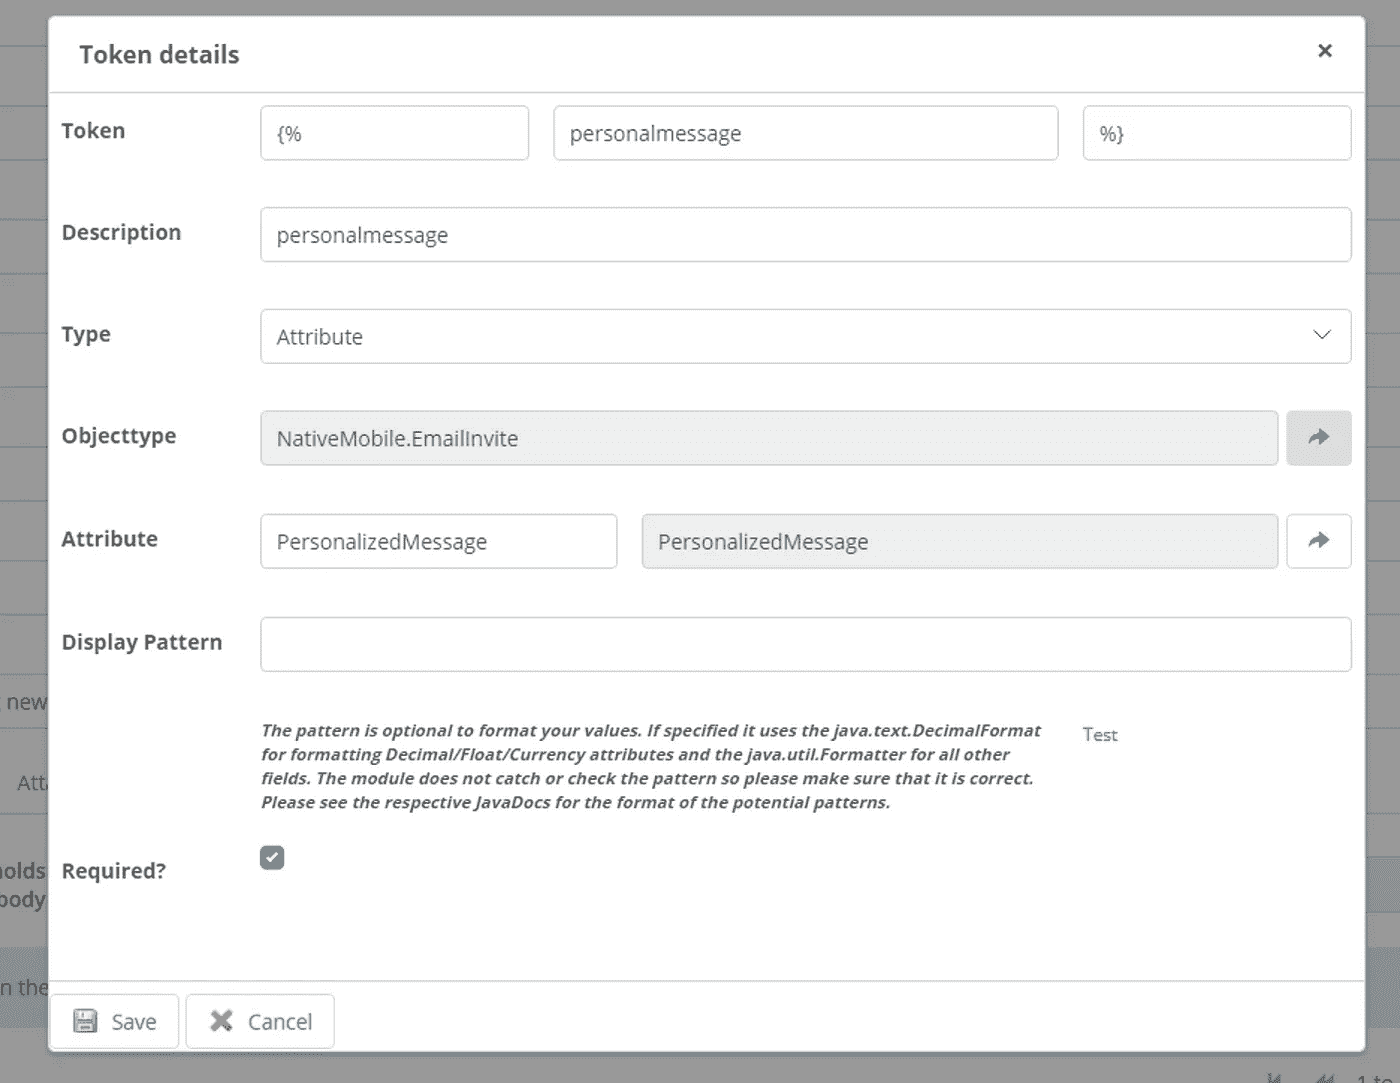 Token details
Token {% personalmessage %}
Description personalmessage
Type Attribute
Objecttype NativeMobile.EmailInvite
Attribute PersonalizedMessage PersonalizedMessage
Display Pattern
new
The pattern is optional to format your values. If specified it uses the java.text.DecimalFormat Test
for formatting Decimal/Float/Currency attributes and the java.util.Formatter for all other
fields. The module does not catch or check the pattern so please make sure that it is correct.
Please see the respective JavaDocs for the format of the potential patterns.
Required?
body
n the
Save Cancel